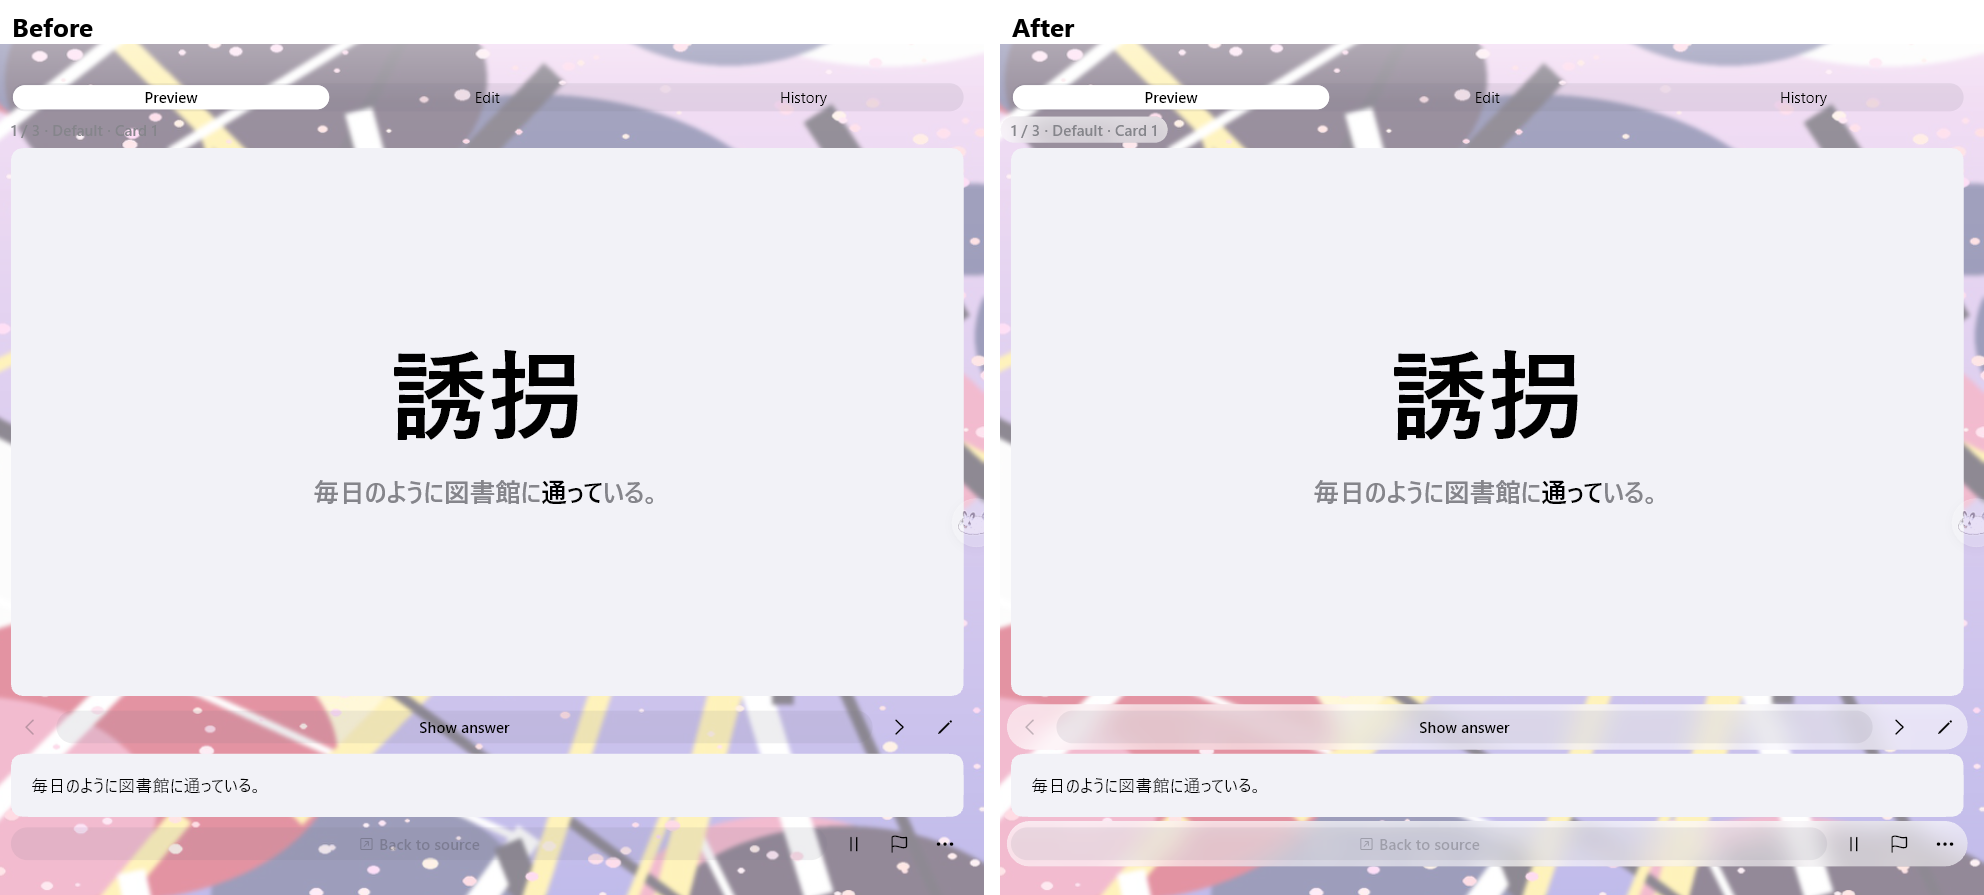 Before
Preview Edit History
1 / 3 · Default · Card 1
誘拐
毎日のように図書館に通っている。
Show answer
毎日のように図書館に通っている。
Back to source
After
Preview Edit History
1 / 3 · Default · Card 1
誘拐
毎日のように図書館に通っている。
Show answer
毎日のように図書館に通っている。
Back to source